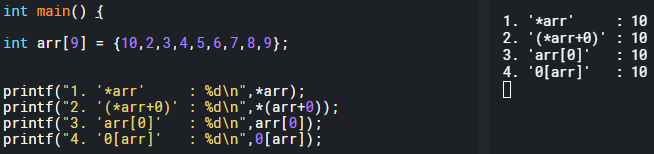 int main() {
int arr[9] = {10,2,3,4,5,6,7,8,9};
printf("1. '*arr'     : %d\n",*arr);
printf("2. '(*arr+0)' : %d\n",*(arr+0));
printf("3. 'arr[0]'   : %d\n",arr[0]);
printf("4. '0[arr]'   : %d\n",0[arr]);
1. '*arr'     : 10
2. '(*arr+0)' : 10
3. 'arr[0]'   : 10
4. '0[arr]'   : 10